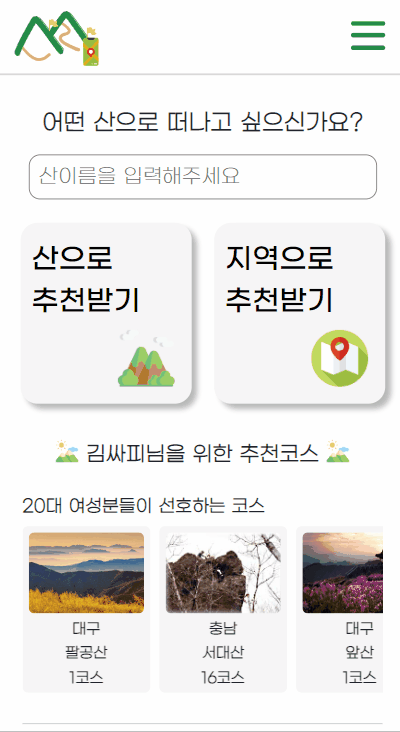 어떤 산으로 떠나고 싶으신가요?
산이름을 입력해주세요
산으로
추천받기
지역으로
추천받기
김싸피님을 위한 추천코스
20대 여성분들이 선호하는 코스
대구
팔공산
1코스
충남
서대산
16코스
대구
앞산
1코스